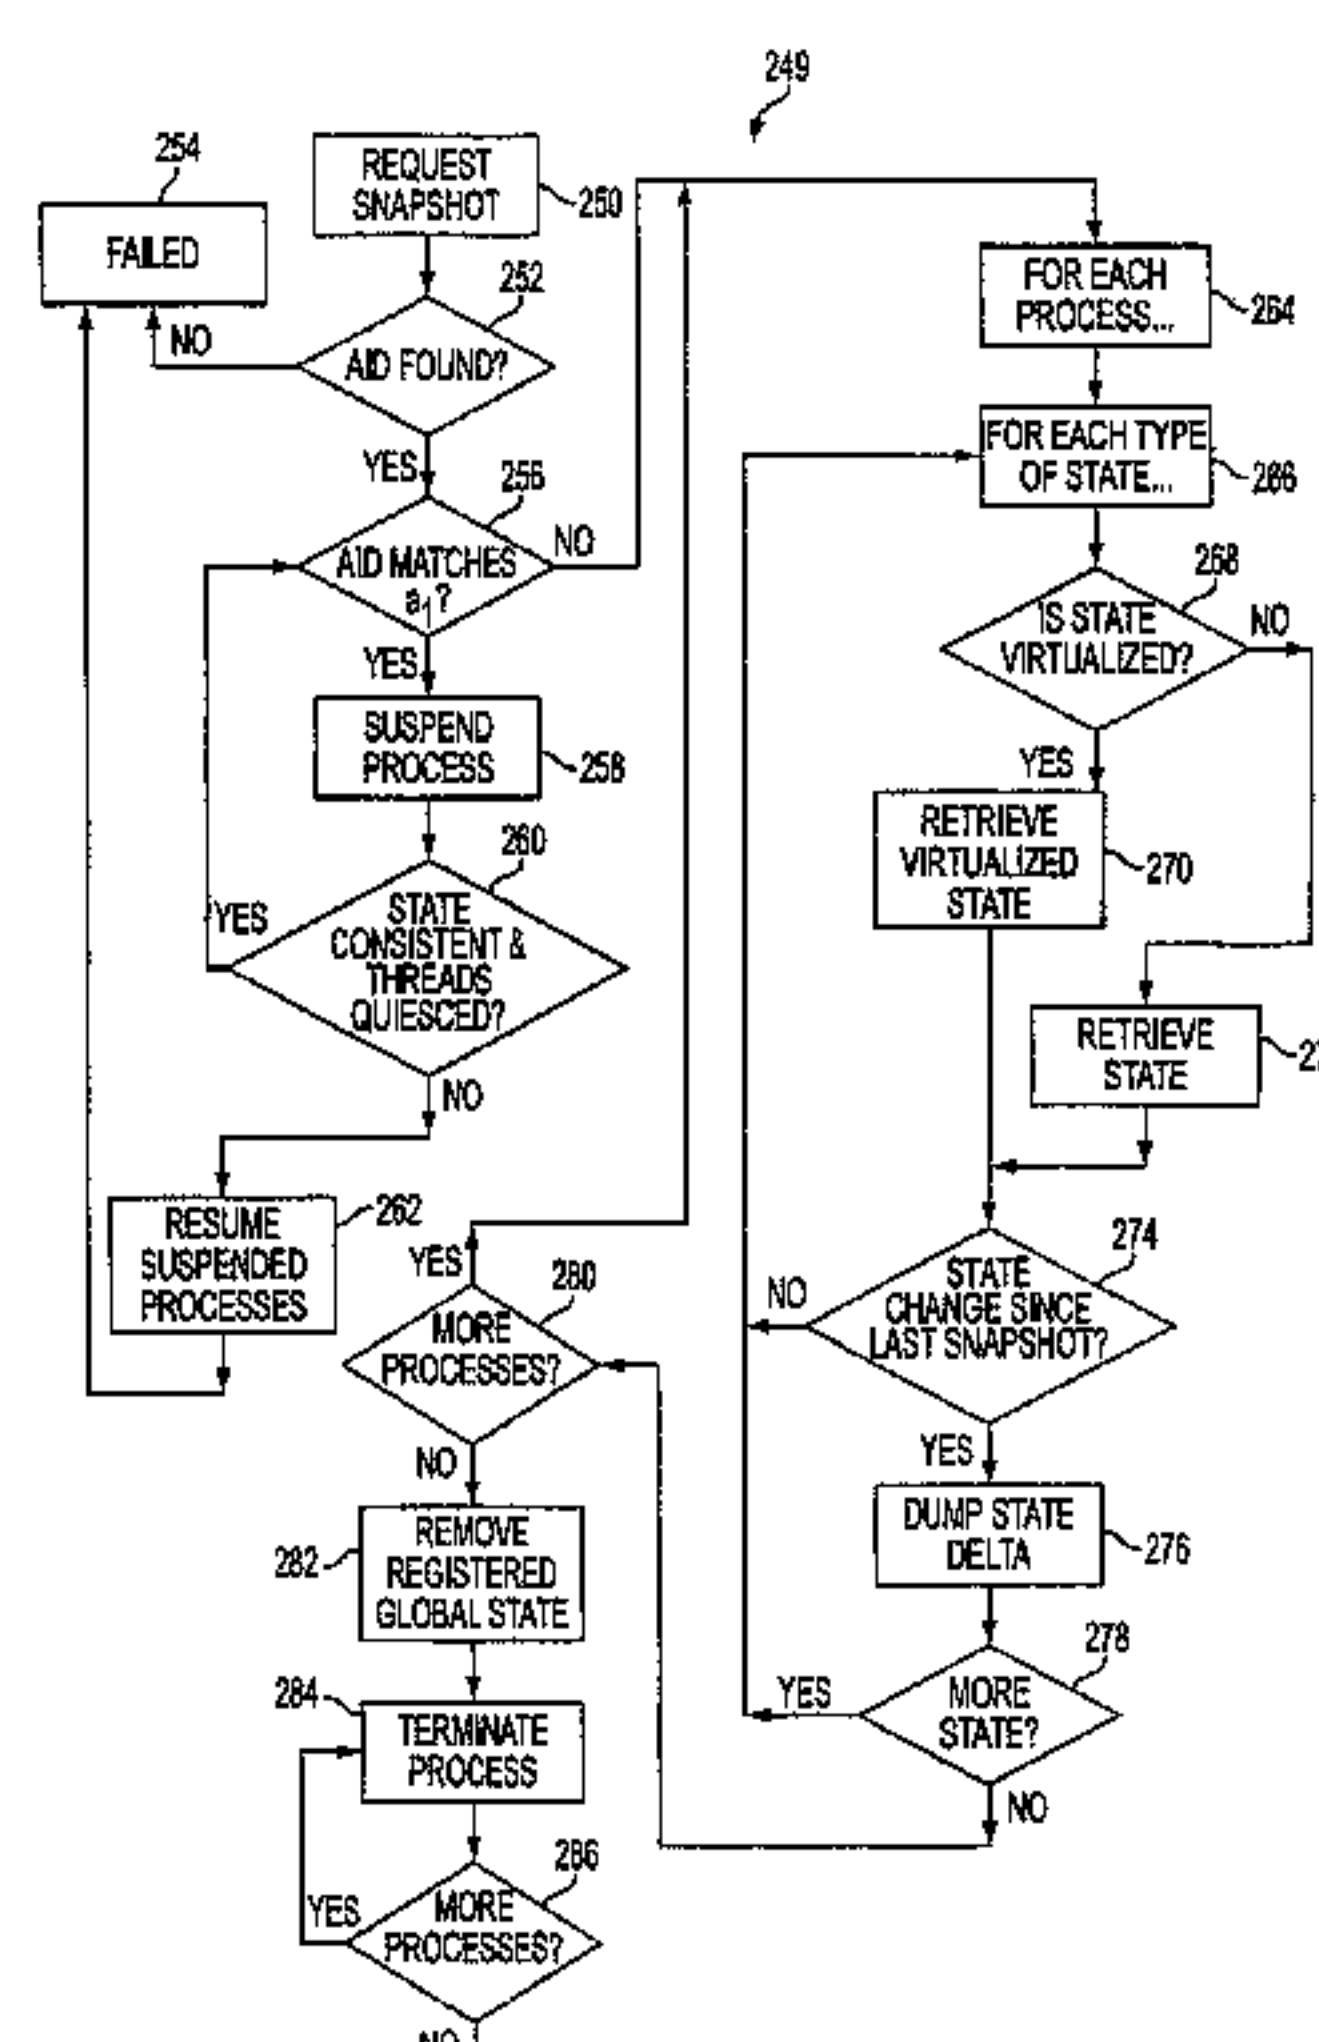 249
254
REQUEST
SNAPSHOT
250
FAILED
252
NO
AID FOUND?
YES
256
AID MATCHES
a1?
NO
YES
SUSPEND
PROCESS
258
260
STATE
CONSISTENT &
THREADS
QUIESCED?
YES
NO
RESUME
SUSPENDED
PROCESSES
262
FOR EACH
PROCESS...
264
FOR EACH TYPE
OF STATE...
266
268
IS STATE
VIRTUALIZED?
NO
YES
RETRIEVE
VIRTUALIZED
STATE
270
RETRIEVE
STATE
274
STATE
CHANGE SINCE
LAST SNAPSHOT?
NO
YES
DUMP STATE
DELTA
276
278
MORE
STATE?
YES
NO
YES
280
MORE
PROCESSES?
NO
282
REMOVE
REGISTERED
GLOBAL STATE
284
TERMINATE
PROCESS
286
MORE
PROCESSES?
YES
NO